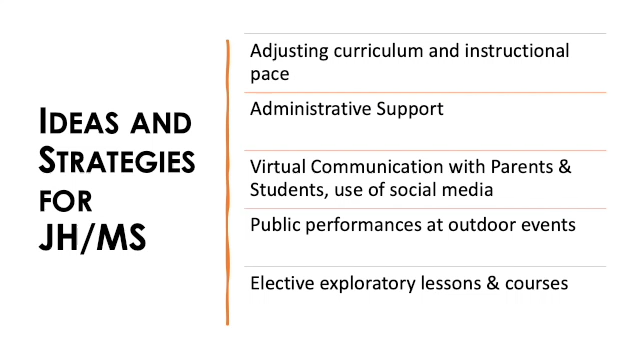 IDEAS AND
STRATEGIES
FOR
JH/MS
Adjusting curriculum and instructional
pace
Administrative Support
Virtual Communication with Parents &
Students, use of social media
Public performances at outdoor events
Elective exploratory lessons & courses